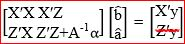 [X'X X'Z] [b̂] = [X'y]
[Z'X Z'Z+A⁻¹α] [â] [Z'y]